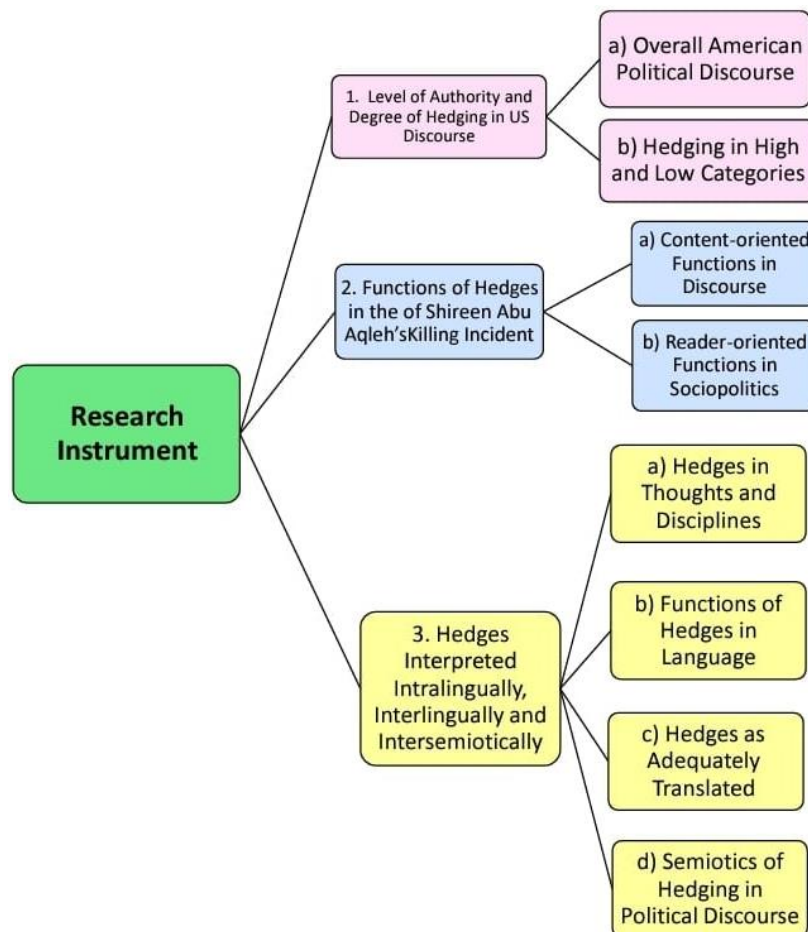 Research
Instrument
1. Level of Authority and
Degree of Hedging in US
Discourse
a) Overall American
Political Discourse
b) Hedging in High
and Low Categories
2. Functions of Hedges
in the of Shireen Abu
Aqleh'sKilling Incident
a) Content-oriented
Functions in
Discourse
b) Reader-oriented
Functions in
Sociopolitics
3. Hedges
Interpreted
Intralingually,
Interlingually and
Intersemiotically
a) Hedges in
Thoughts and
Disciplines
b) Functions of
Hedges in
Language
c) Hedges as
Adequately
Translated
d) Semiotics of
Hedging in
Political Discourse